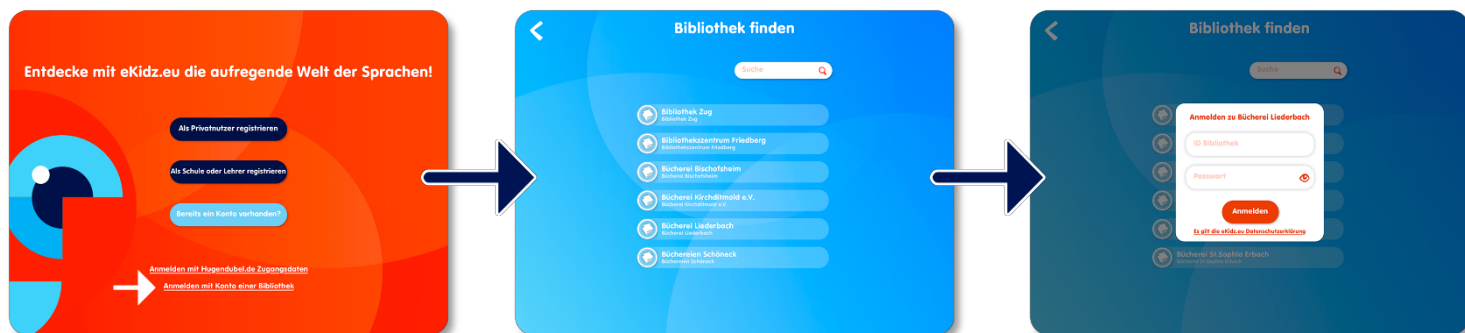 Entdecke mit eKidz.eu die aufregende Welt der Sprachen!
Als Privatnutzer registrieren
Als Schule oder Lehrer registrieren
Bereits ein Konto vorhanden?
Anmelden mit Hugendubel.de Zugangsdaten
Anmelden mit Konto einer Bibliothek
Bibliothek finden
Suche
Bibliothek Zug
Bibliothek Zug
Bibliothekszentrum Friedberg
Bibliothekszentrum Friedberg
Bücherei Bischofsheim
Bücherei Bischofsheim
Bücherei Kirchditmold e.V.
Bücherei Kirchditmold e.V.
Bücherei Liederbach
Bücherei Liederbach
Büchereien Schöneck
Büchereien Schöneck
Bibliothek finden
Suche
Anmelden zu Bücherei Liederbach
ID Bibliothek
Passwort
Anmelden
Es gilt die eKidz.eu Datenschutzerklärung
Bücherei St.Sophia Erbach
Bücherei St.Sophia Erbach